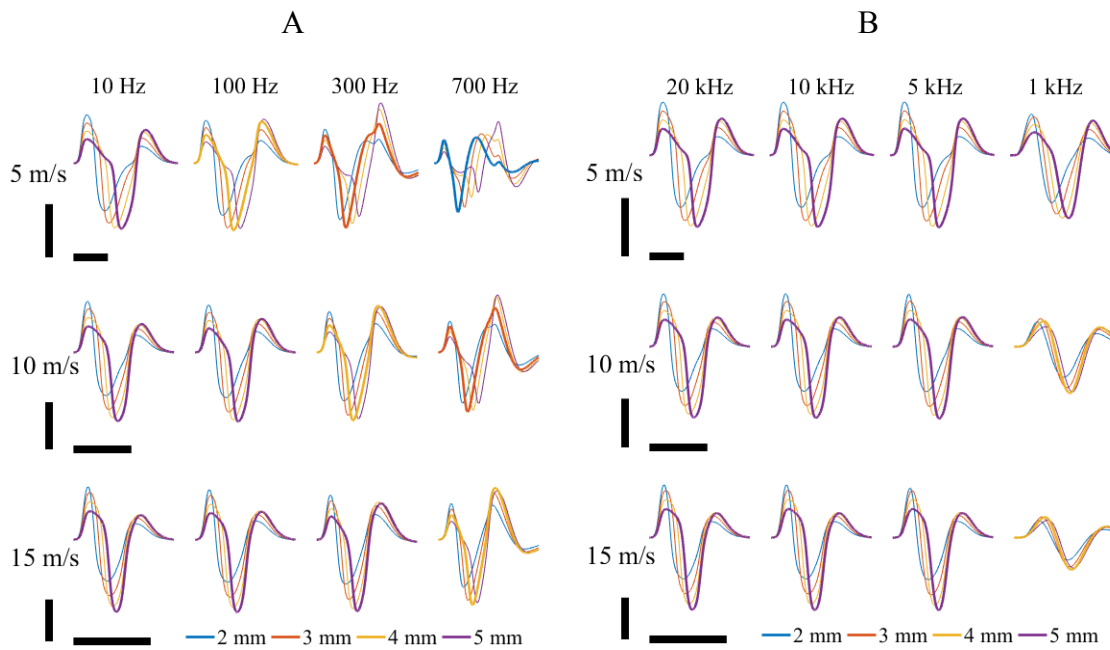 A
10 Hz 100 Hz 300 Hz 700 Hz
5 m/s
10 m/s
15 m/s
2 mm 3 mm 4 mm 5 mm
B
20 kHz 10 kHz 5 kHz 1 kHz
5 m/s
10 m/s
15 m/s
2 mm 3 mm 4 mm 5 mm